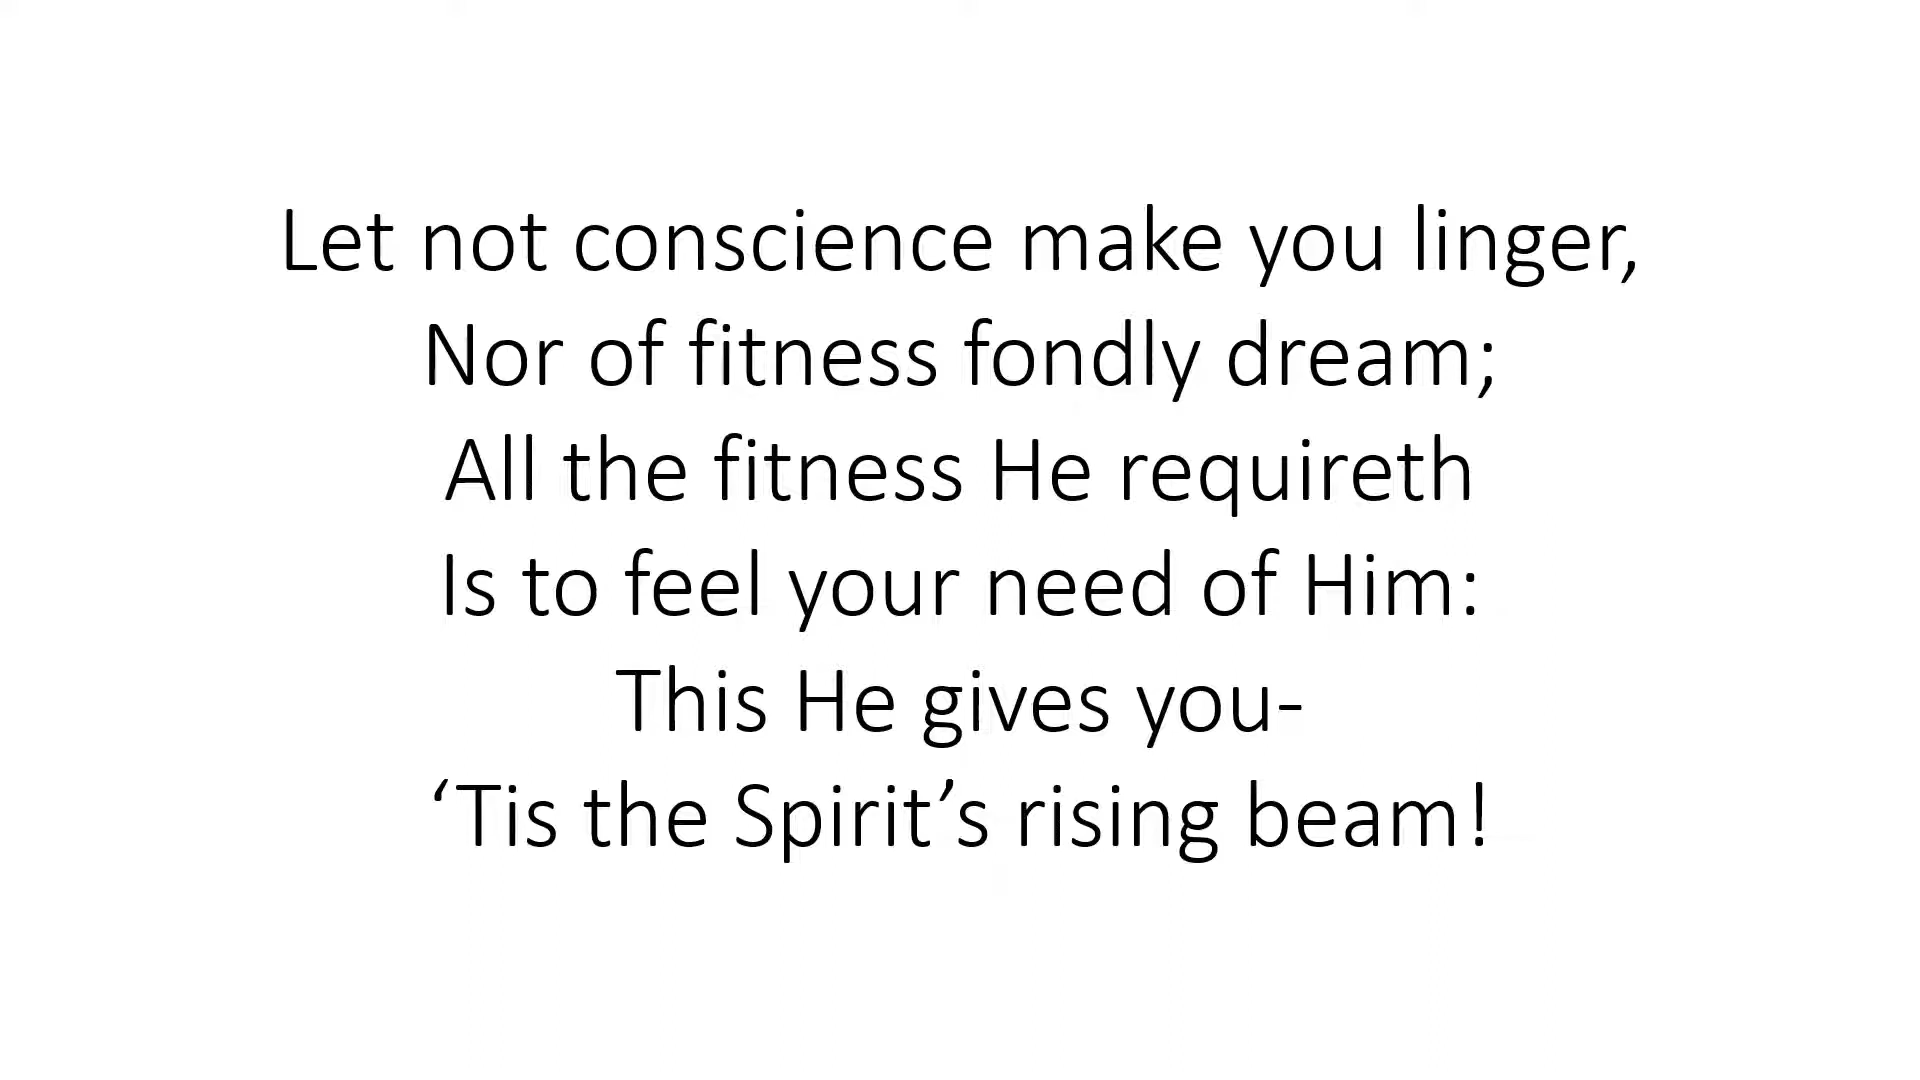 Let not conscience make you linger,
Nor of fitness fondly dream;
All the fitness He requireth
Is to feel your need of Him:
This He gives you-
‘Tis the Spirit’s rising beam!